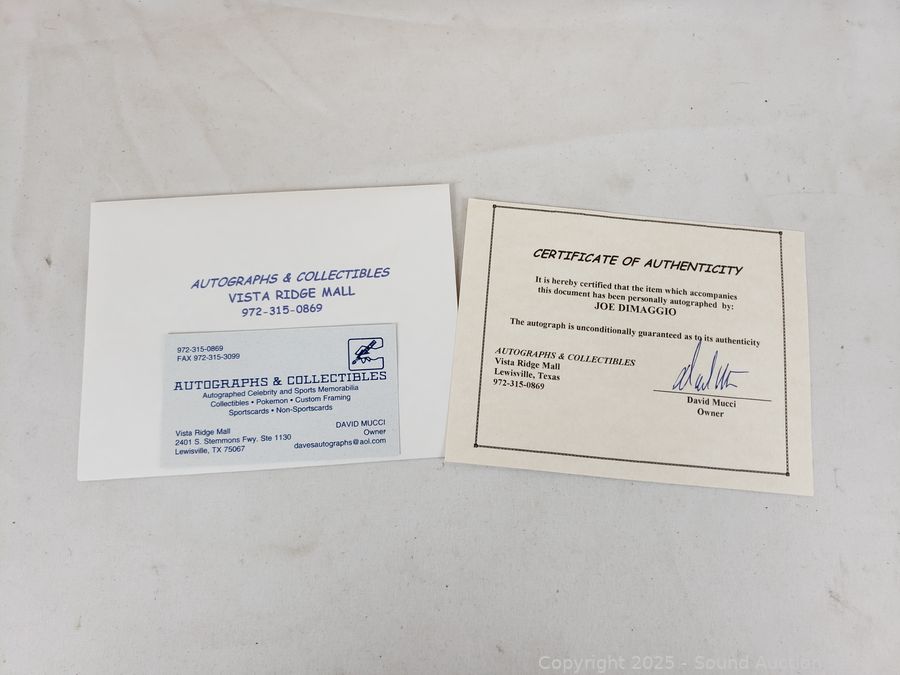 AUTOGRAPHS & COLLECTIBLES
VISTA RIDGE MALL
972-315-0869
972-315-0869
FAX 972-315-3099
AUTOGRAPHS & COLLECTIBLES
Autographed Celebrity and Sports Memorabilia
Collectibles • Pokemon • Custom Framing
Sportscards • Non-Sportscards
DAVID MUCCI
Owner
davesautographs@aol.com
Vista Ridge Mall
2401 S. Stemmons Fwy. Ste 1130
Lewisville, TX 75067
CERTIFICATE OF AUTHENTICITY
It is hereby certified that the item which accompanies
this document has been personally autographed by:
JOE DIMAGGIO
The autograph is unconditionally guaranteed as to its authenticity
AUTOGRAPHS & COLLECTIBLES
Vista Ridge Mall
Lewisville, Texas
972-315-0869
David Mucci
Owner
Copyright 2025 - Sound Auction